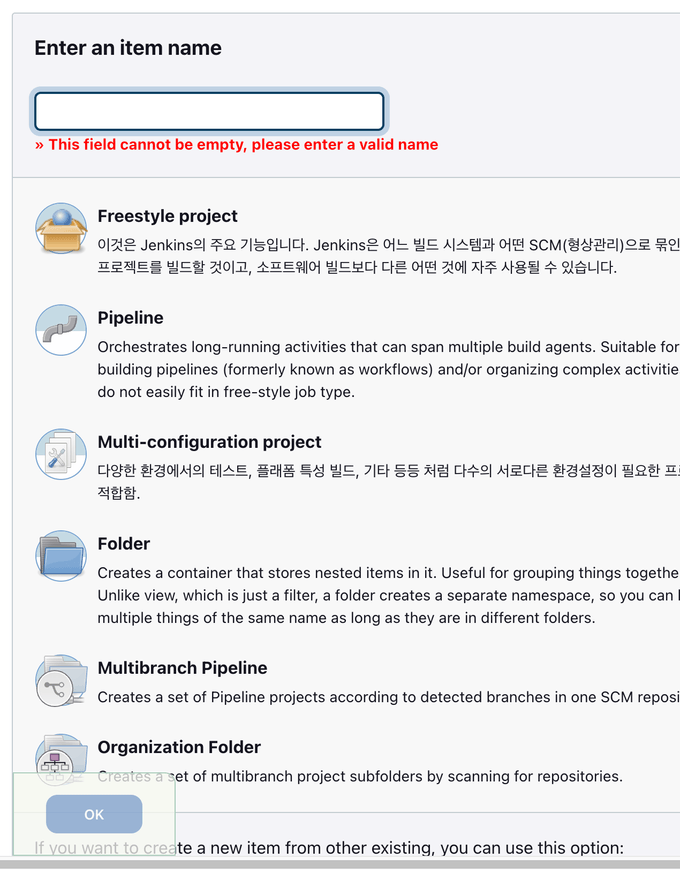 Enter an item name
» This field cannot be empty, please enter a valid name
Freestyle project
이것은 Jenkins의 주요 기능입니다. Jenkins은 어느 빌드 시스템과 어떤 SCM(형상관리)으로 묶인
프로젝트를 빌드할 것이고, 소프트웨어 빌드보다 다른 어떤 것에 자주 사용될 수 있습니다.
Pipeline
Orchestrates long-running activities that can span multiple build agents. Suitable for
building pipelines (formerly known as workflows) and/or organizing complex activitie
do not easily fit in free-style job type.
Multi-configuration project
다양한 환경에서의 테스트, 플래폼 특성 빌드, 기타 등등 처럼 다수의 서로다른 환경설정이 필요한 프로
적합함.
Folder
Creates a container that stores nested items in it. Useful for grouping things togethe
Unlike view, which is just a filter, a folder creates a separate namespace, so you can
multiple things of the same name as long as they are in different folders.
Multibranch Pipeline
Creates a set of Pipeline projects according to detected branches in one SCM reposi
Organization Folder
Creates a set of multibranch project subfolders by scanning for repositories.
OK
If you want to create a new item from other existing, you can use this option: